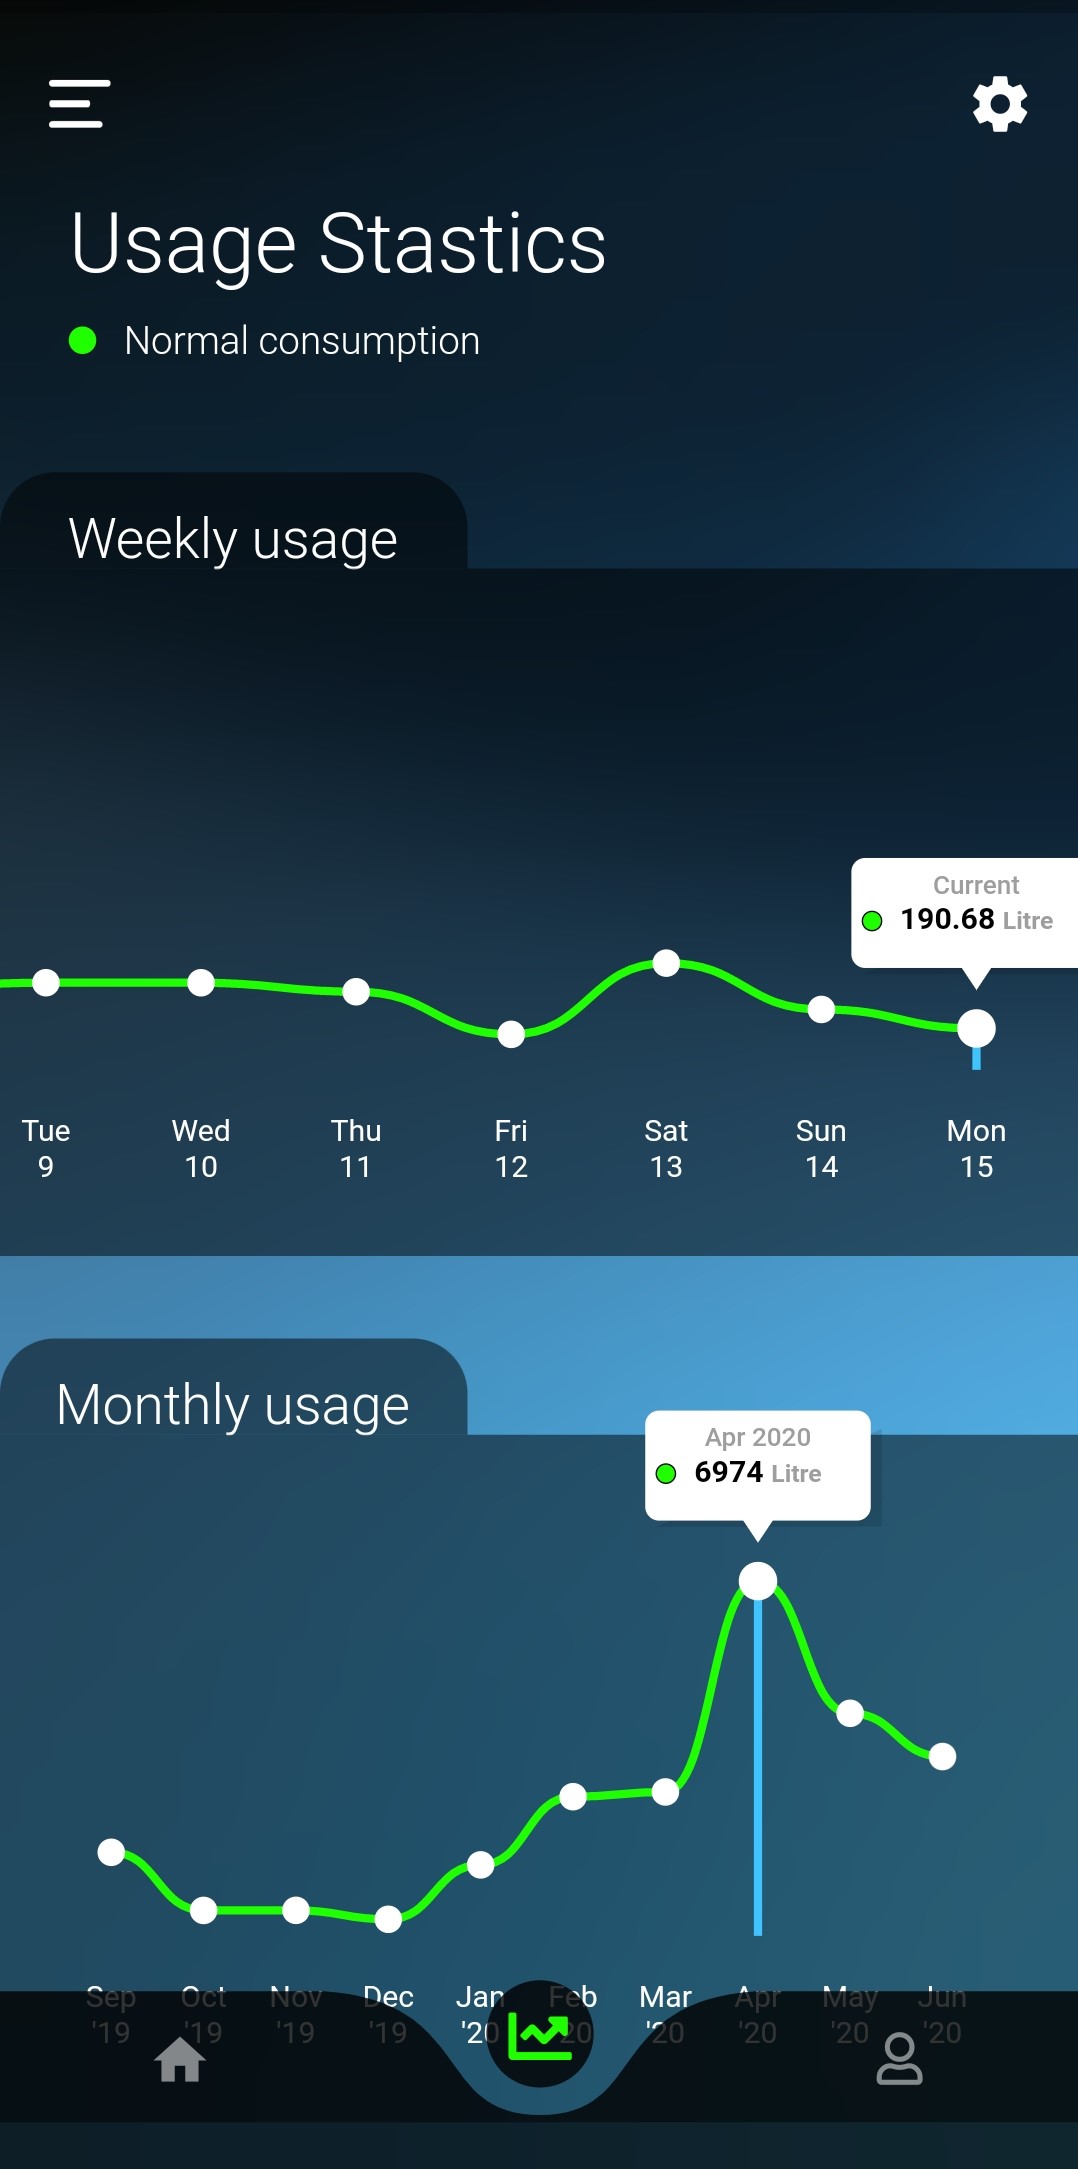 Usage Stastics
Normal consumption
Weekly usage
Current
190.68 Litre
Tue Wed Thu Fri Sat Sun Mon
9 10 11 12 13 14 15
Monthly usage
Apr 2020
6974 Litre
Sep Oct Nov Dec Jan Feb Mar Apr May Jun
'19 '19 '19 '19 '20 '20 '20 '20 '20 '20